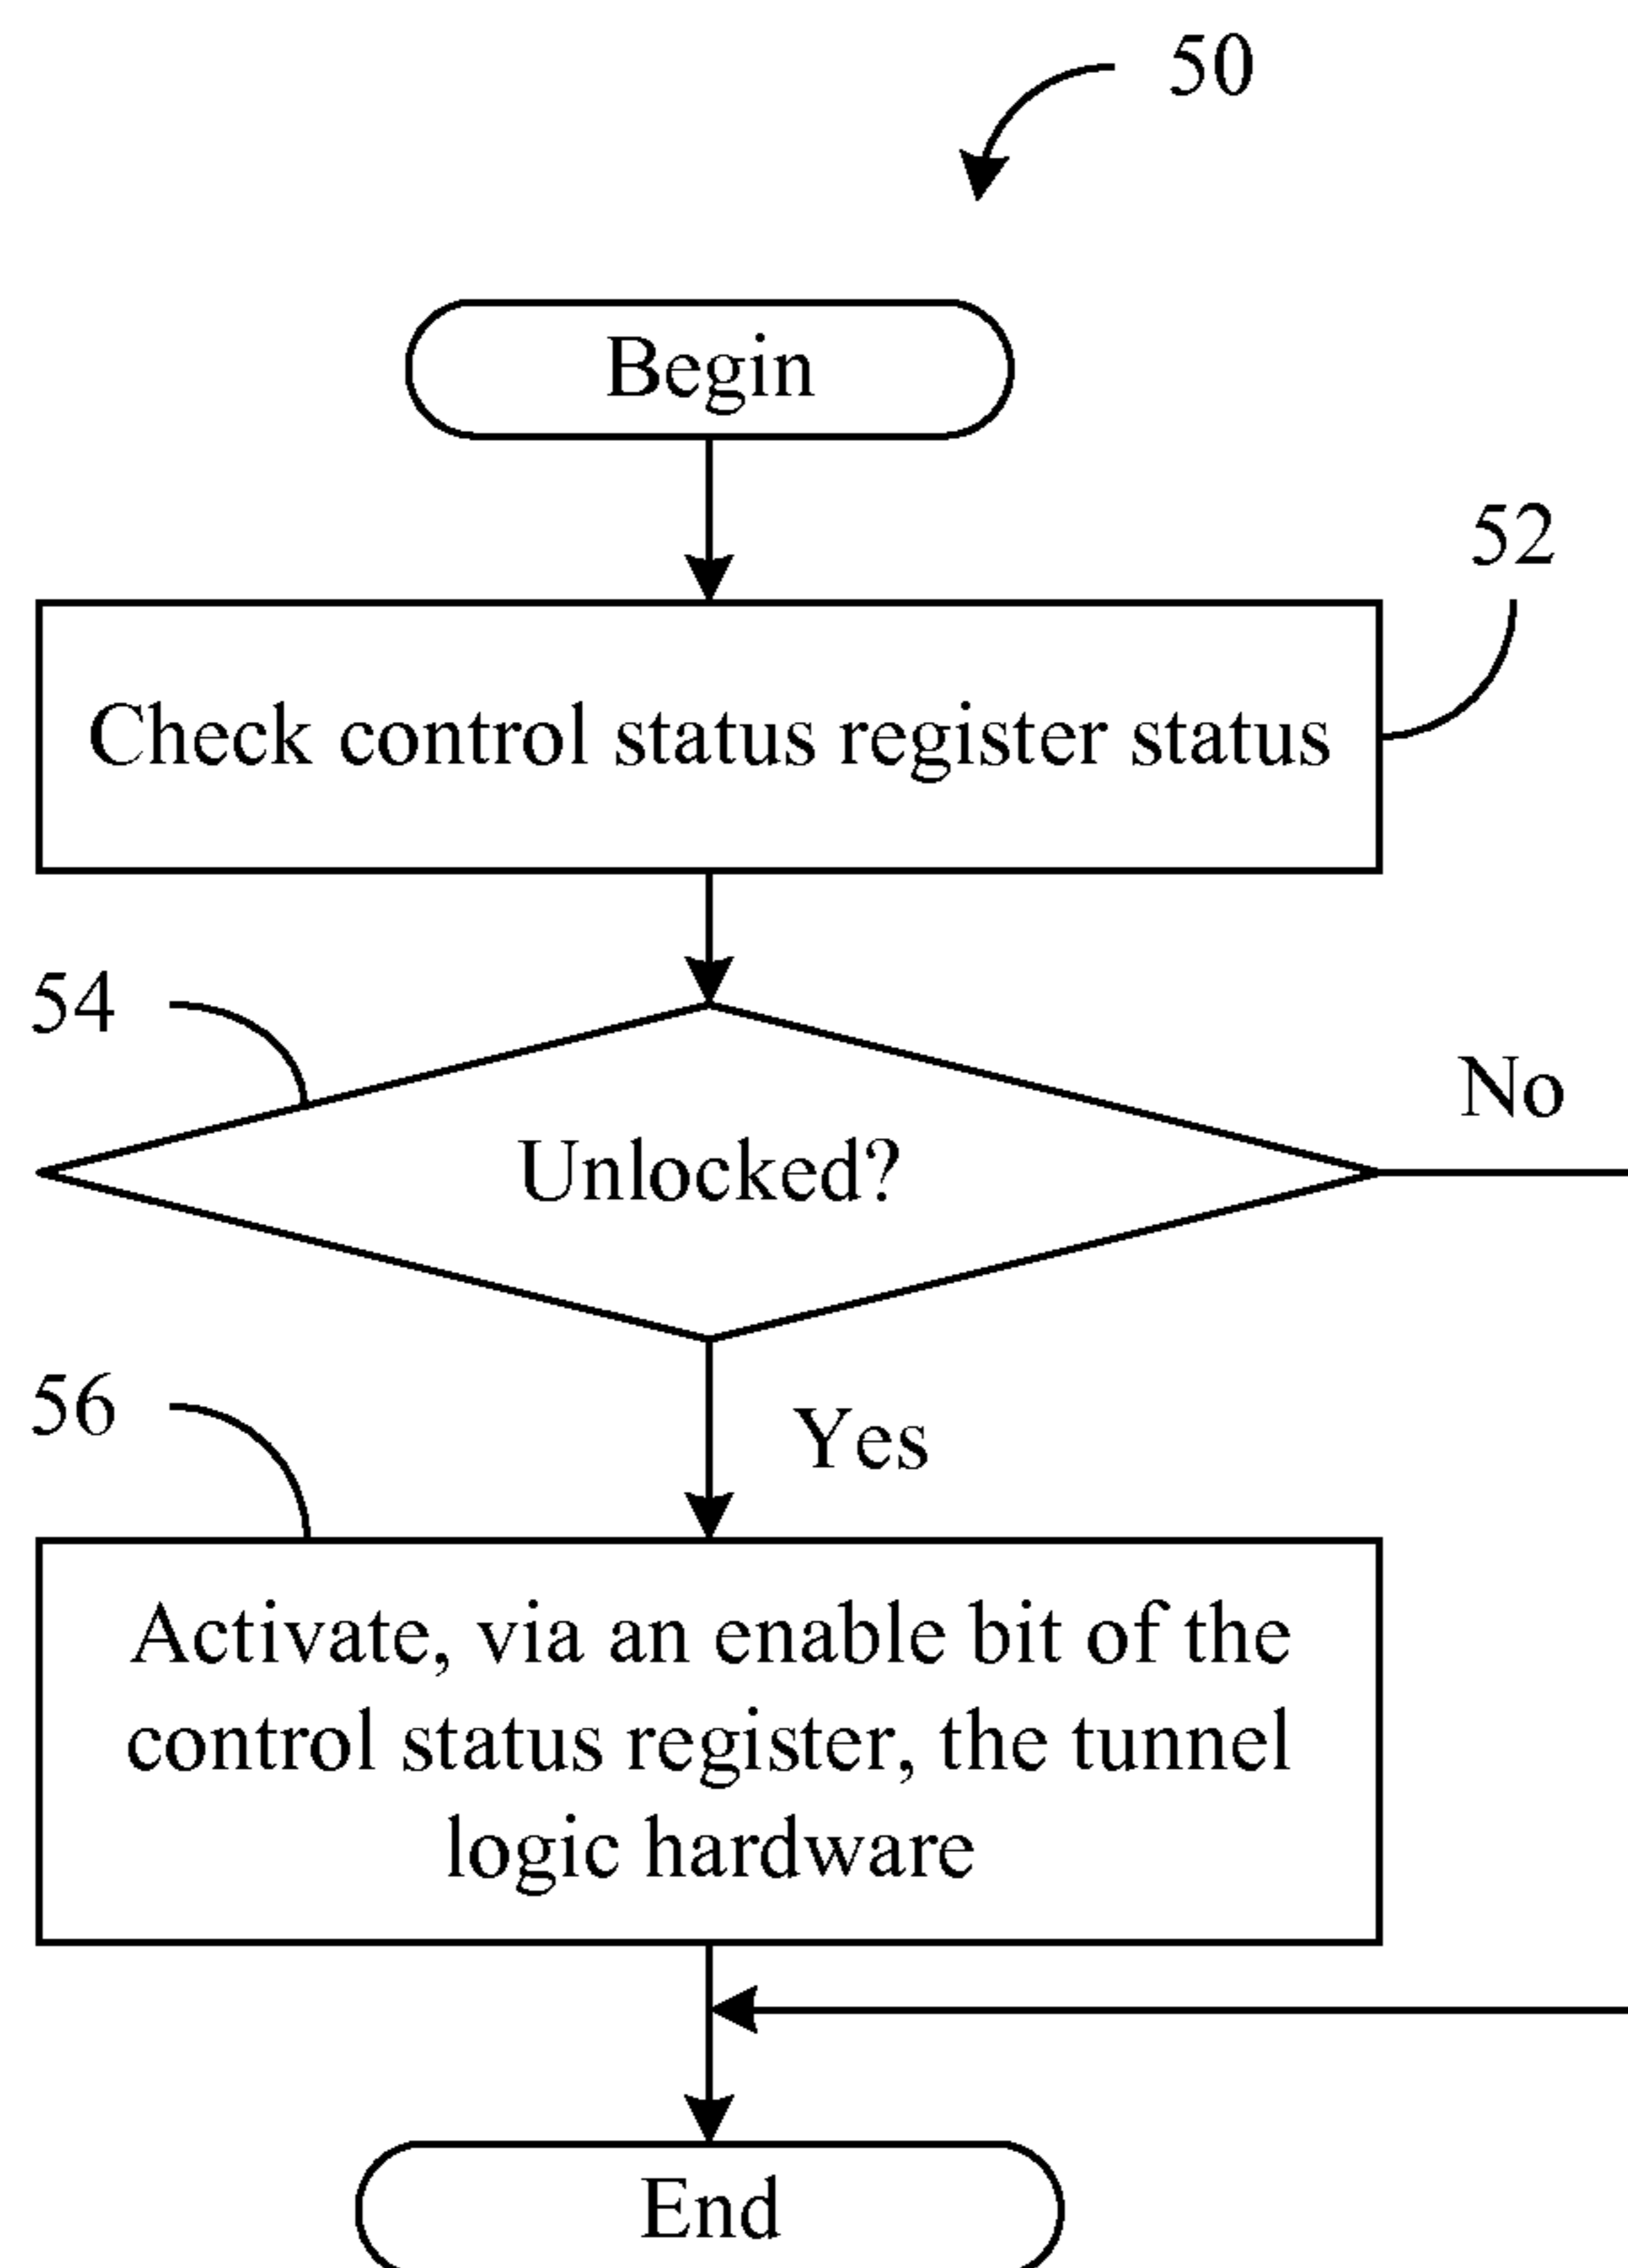 50
Begin
52
Check control status register status
54
No
Unlocked?
56
Yes
Activate, via an enable bit of the
control status register, the tunnel
logic hardware
End